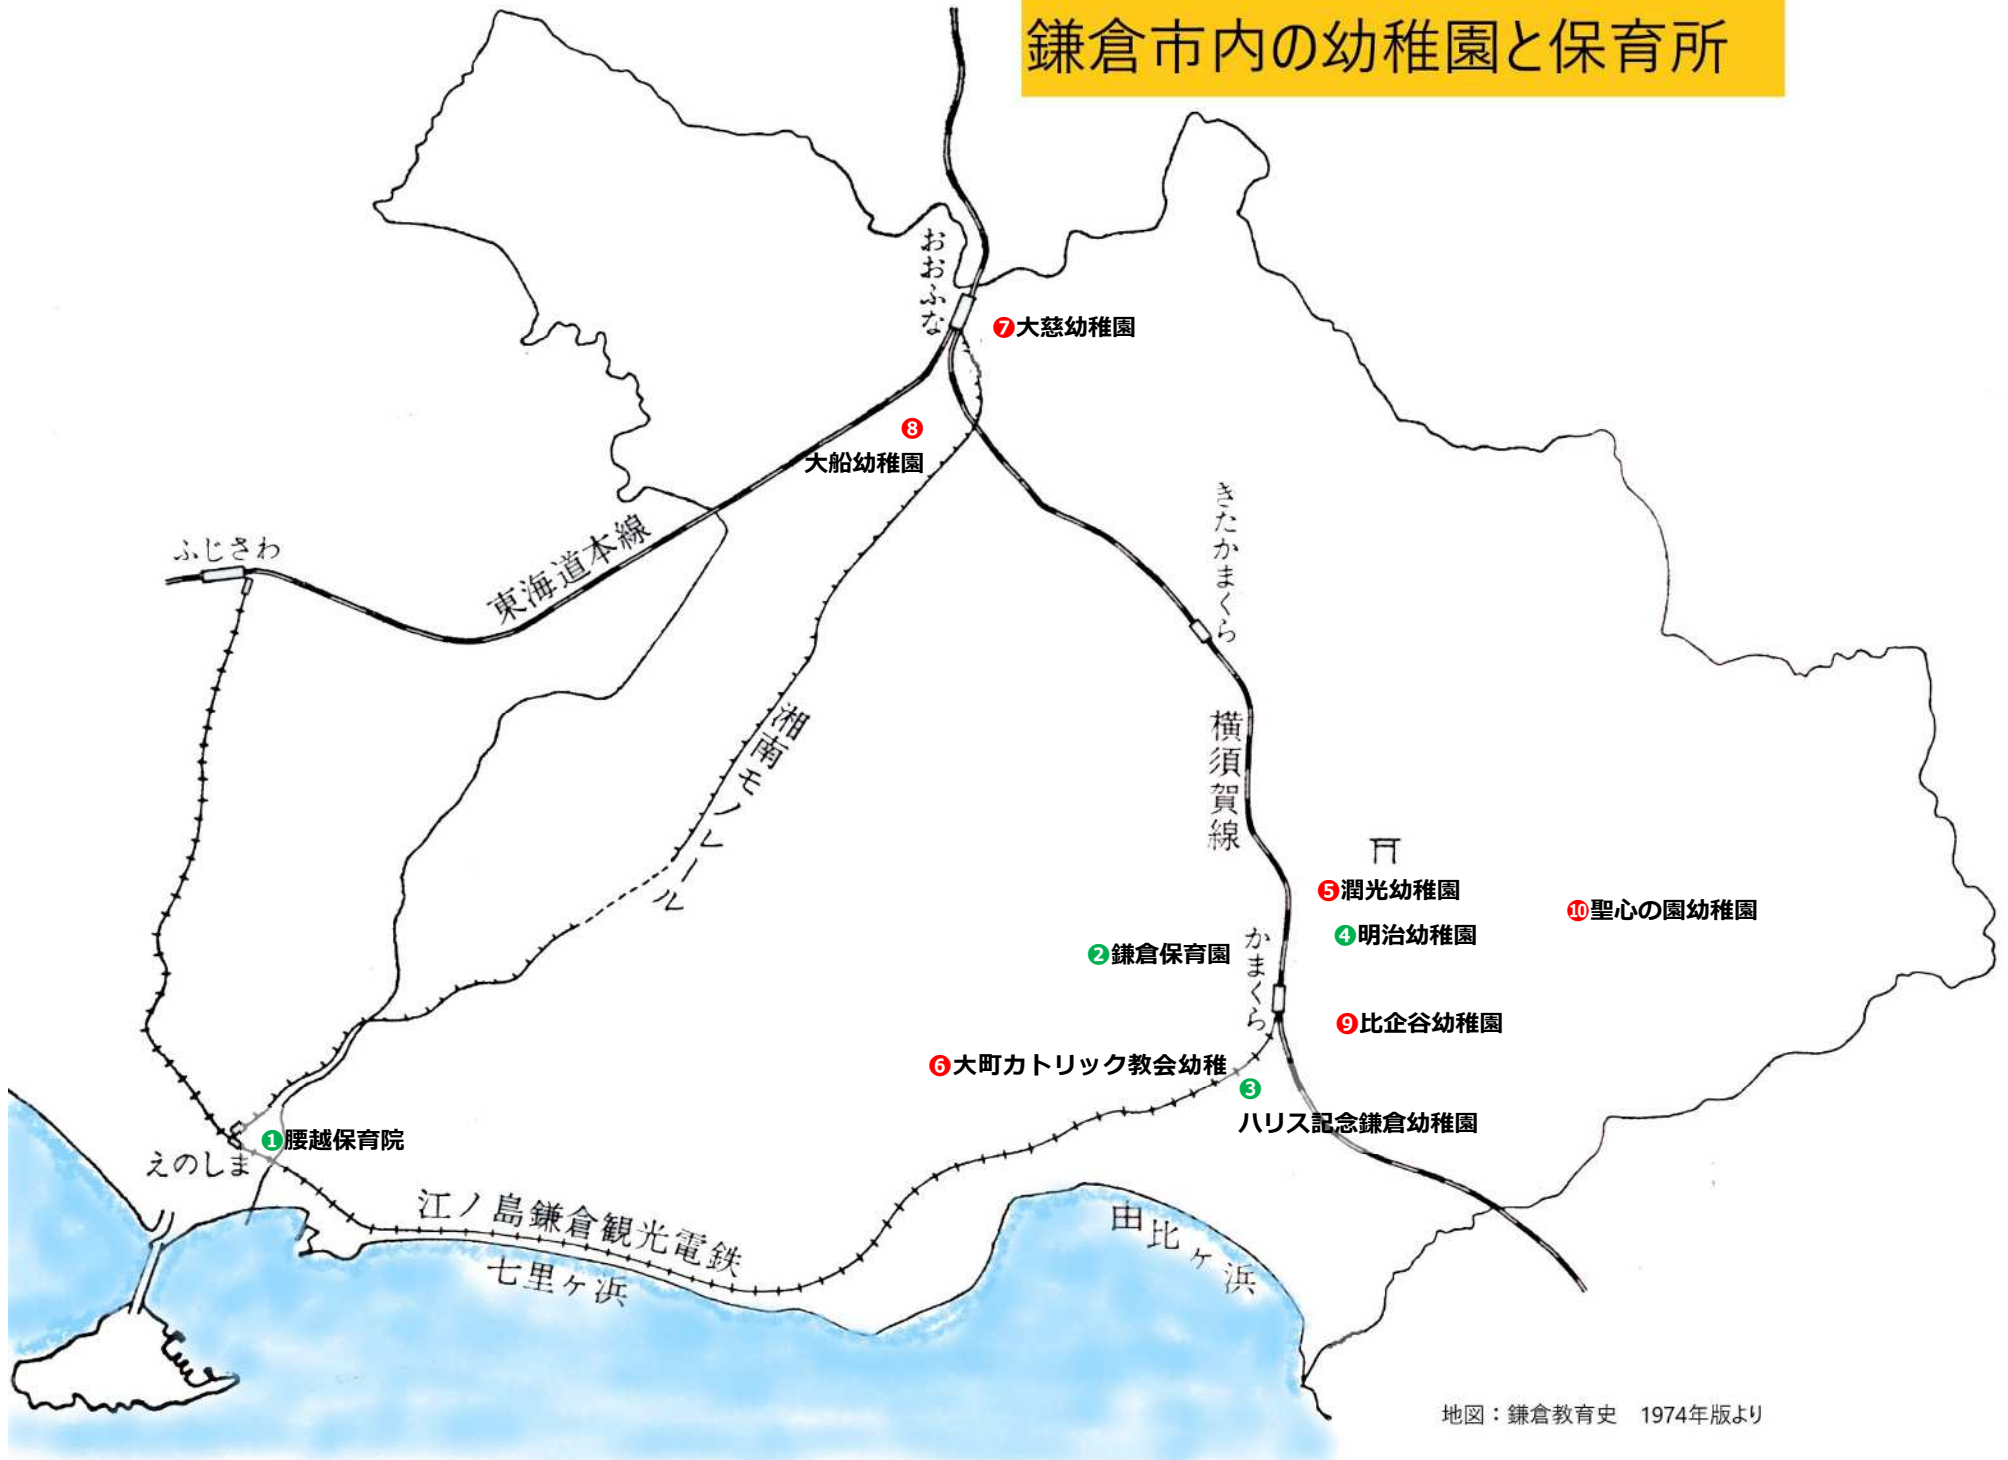 鎌倉市内の幼稚園と保育所
おおふな
❼大慈幼稚園
❽
大船幼稚園
きたかまくら
ふじさわ
東海道本線
湘南モノレール
横須賀線
❺潤光幼稚園
❿聖心の園幼稚園
❹明治幼稚園
❷鎌倉保育園
かまくら
❾比企谷幼稚園
❻大町カトリック教会幼稚
❸
ハリス記念鎌倉幼稚園
❶腰越保育院
えのしま
江ノ島鎌倉観光電鉄
七里ヶ浜
由比ヶ浜
地図：鎌倉教育史　1974年版より